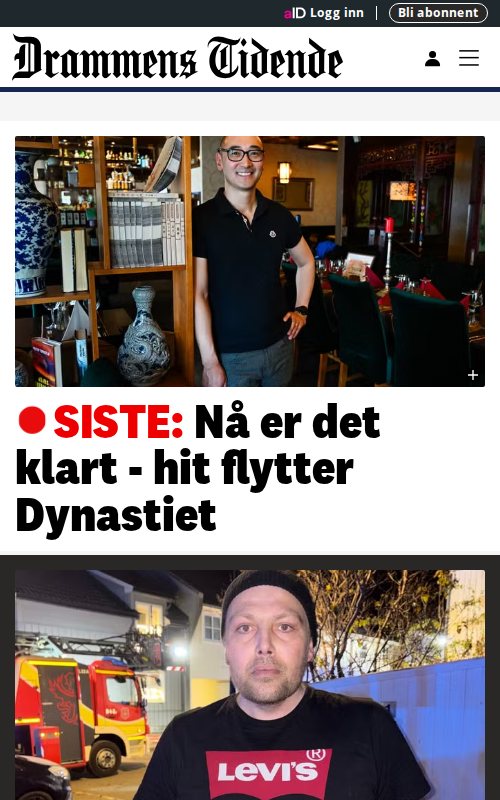 aID Logg inn
Bli abonnent
Drammens Tidende
SISTE: Nå er det
klart - hit flytter
Dynastiet
LEVI'S®